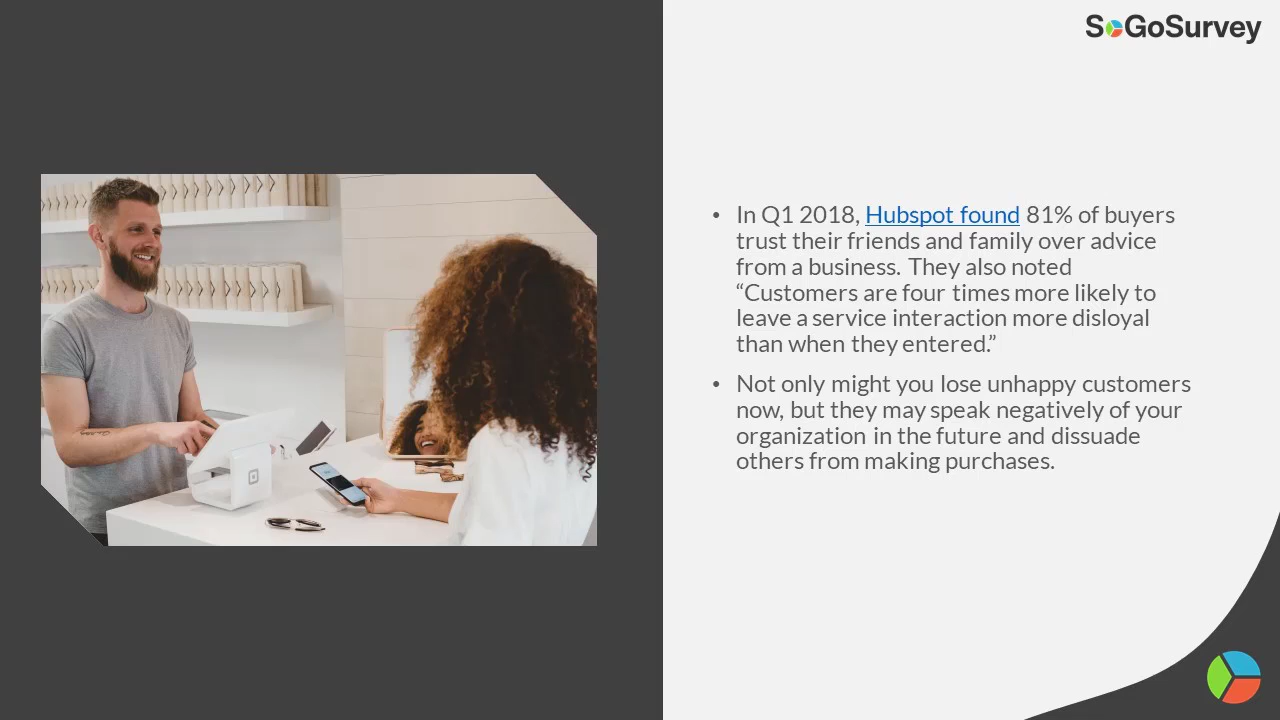 SoGoSurvey
• In Q1 2018, Hubspot found 81% of buyers
trust their friends and family over advice
from a business. They also noted
“Customers are four times more likely to
leave a service interaction more disloyal
than when they entered.”
• Not only might you lose unhappy customers
now, but they may speak negatively of your
organization in the future and dissuade
others from making purchases.